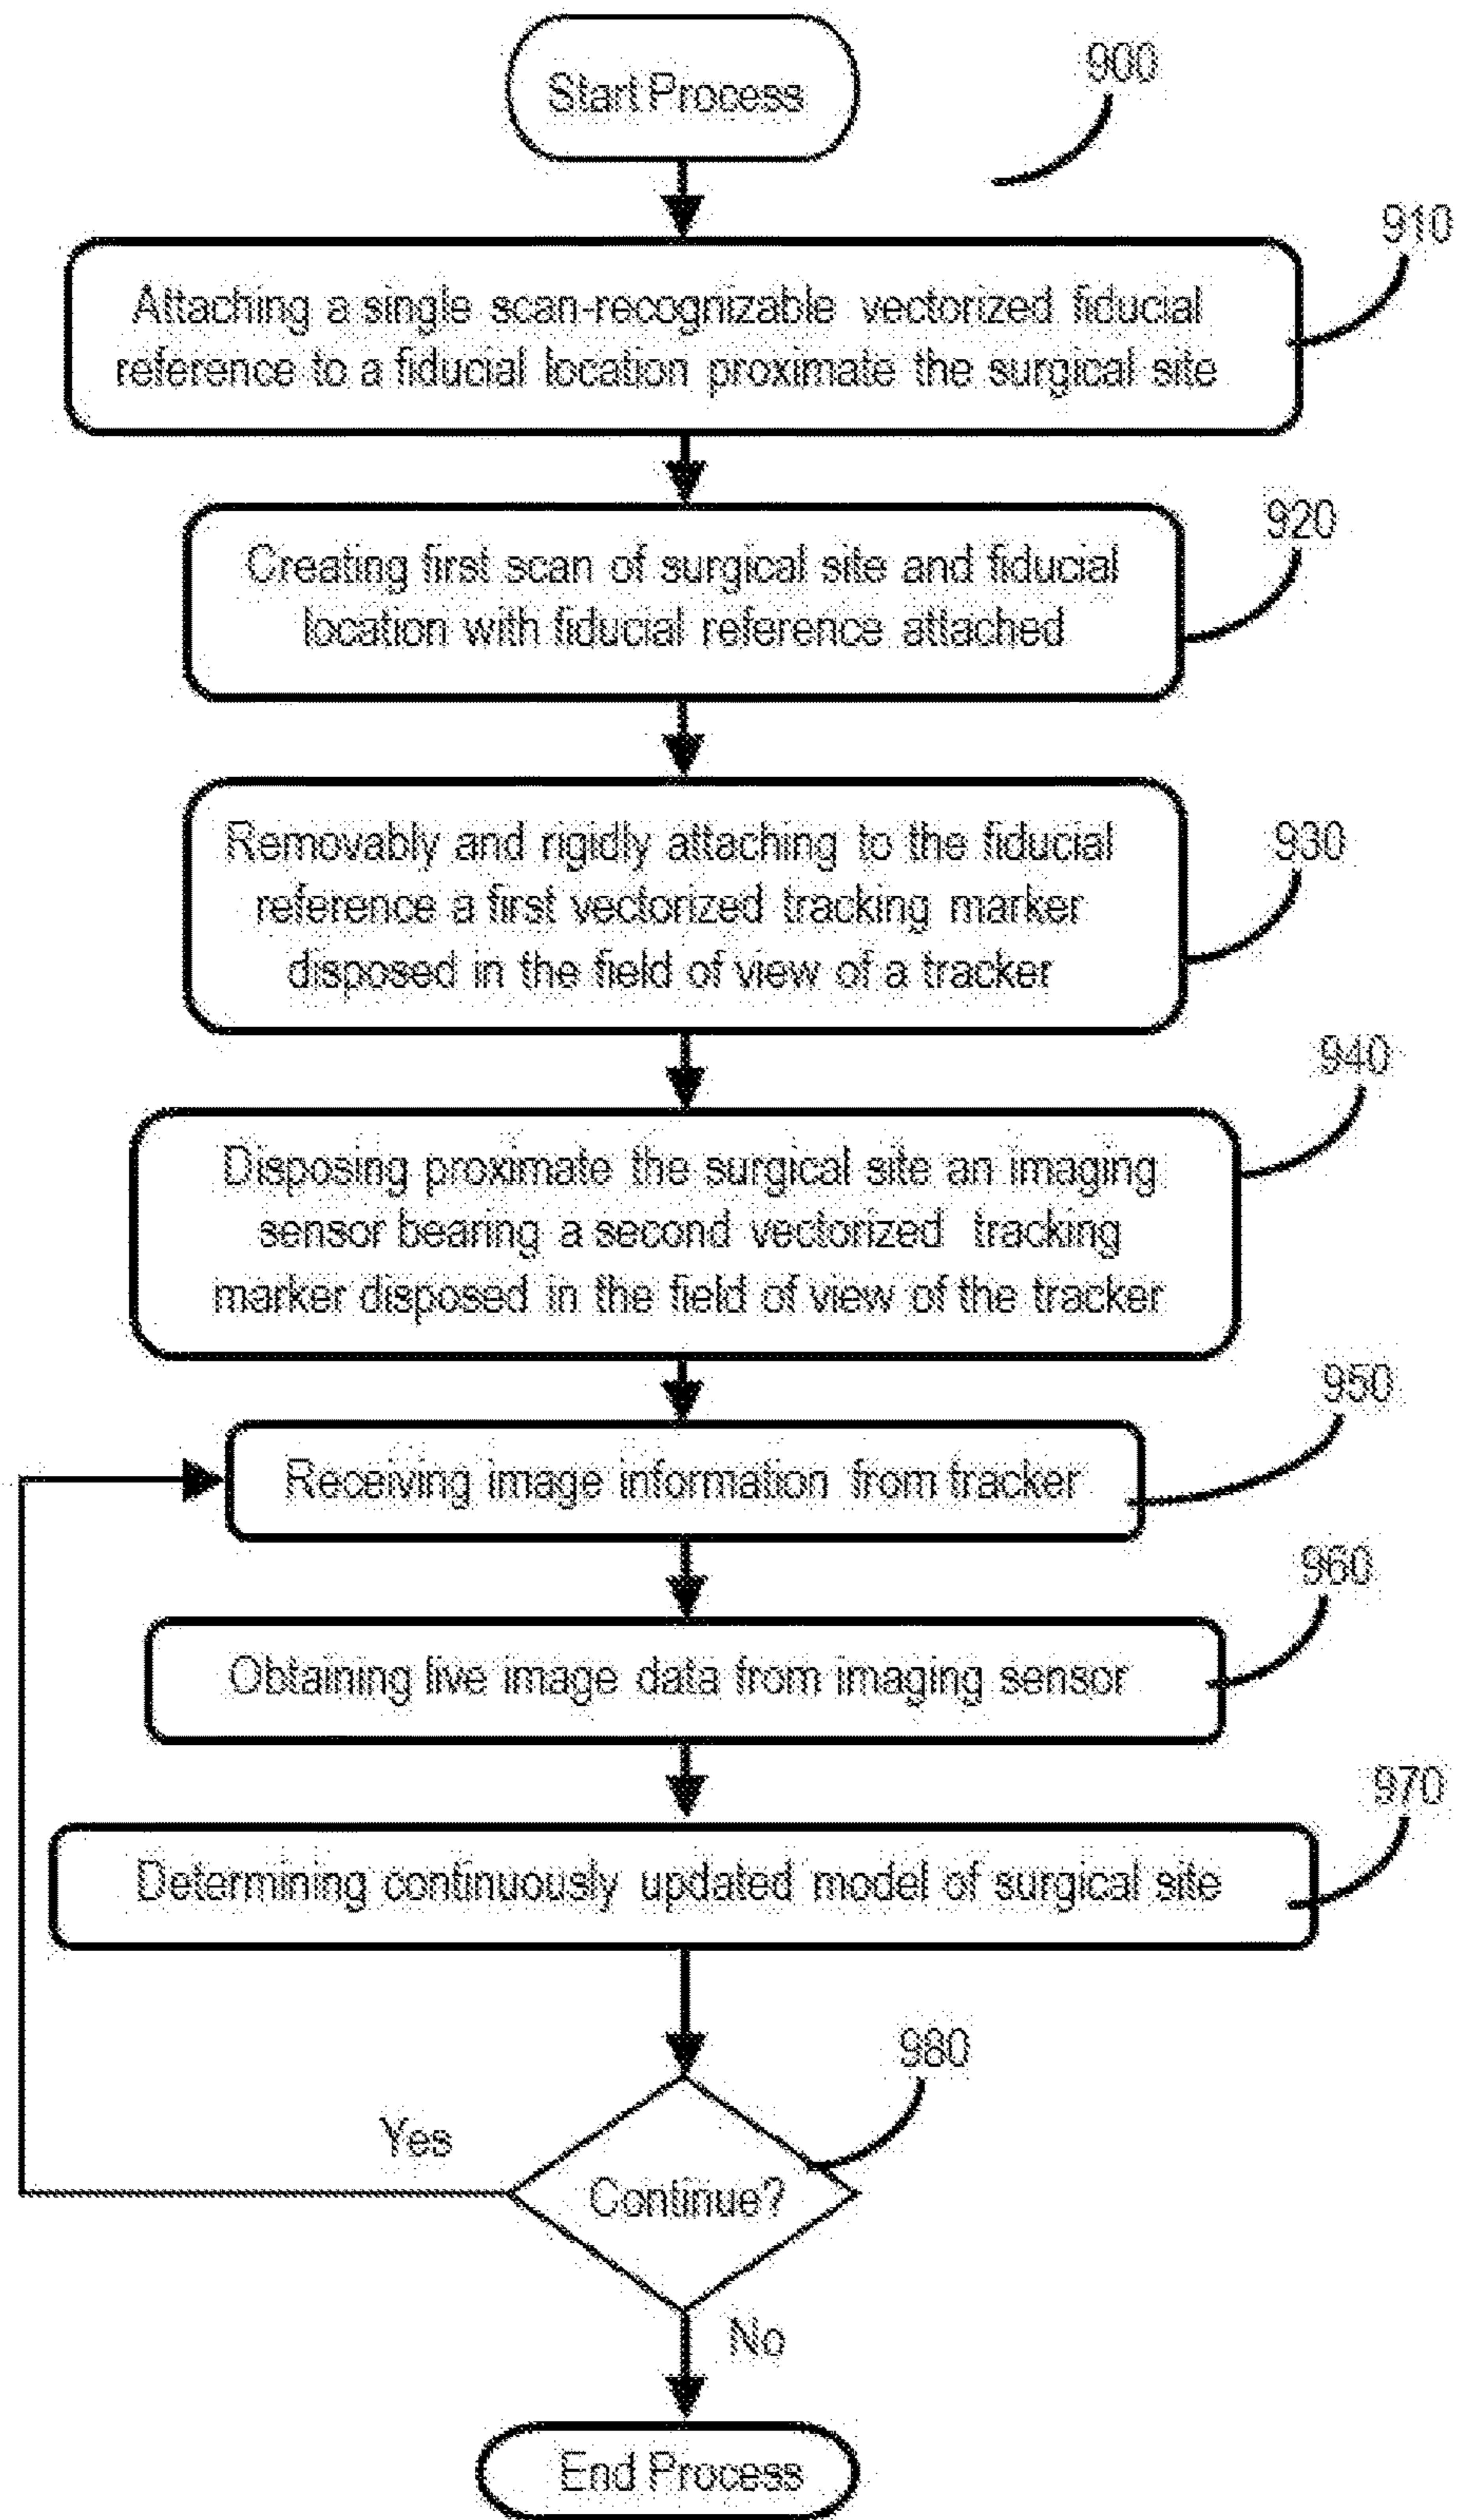 Start Process
900
910
Attaching a single scan-recognizable vectorized fiducial
reference to a fiducial location proximate the surgical site
920
Creating first scan of surgical site and fiducial
location with fiducial reference attached
930
Removably and rigidly attaching to the fiducial
reference a first vectorized tracking marker
disposed in the field of view of a tracker
940
Disposing proximate the surgical site an imaging
sensor bearing a second vectorized tracking
marker disposed in the field of view of the tracker
950
Receiving image information from tracker
960
Obtaining live image data from imaging sensor
970
Determining continuously updated model of surgical site
980
Yes
Continue?
No
End Process